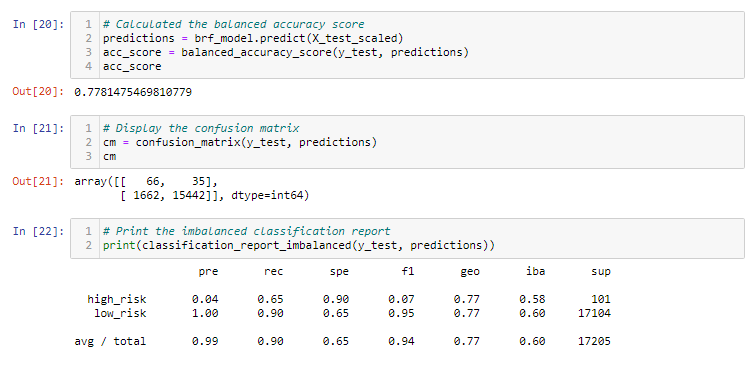 In [20]: 1 # Calculated the balanced accuracy score
2 predictions = brf_model.predict(X_test_scaled)
3 acc_score = balanced_accuracy_score(y_test, predictions)
4 acc_score
Out[20]: 0.7781475469810779
In [21]: 1 # Display the confusion matrix
2 cm = confusion_matrix(y_test, predictions)
3 cm
Out[21]: array([[   66,    35],
[ 1662, 15442]], dtype=int64)
In [22]: 1 # Print the imbalanced classification report
2 print(classification_report_imbalanced(y_test, predictions))
pre rec spe f1 geo iba sup
high_risk 0.04 0.65 0.90 0.07 0.77 0.58 101
low_risk 1.00 0.90 0.65 0.95 0.77 0.60 17104
avg / total 0.99 0.90 0.65 0.94 0.77 0.60 17205